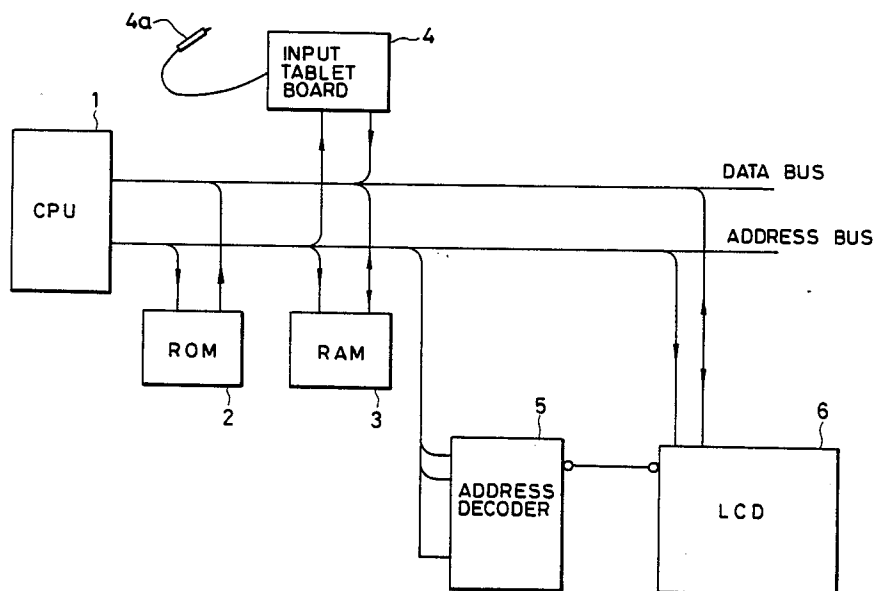 4a
4
INPUT
TABLET
BOARD
1
CPU
DATA BUS
ADDRESS BUS
ROM
RAM
2
3
5
6
ADDRESS
DECODER
LCD